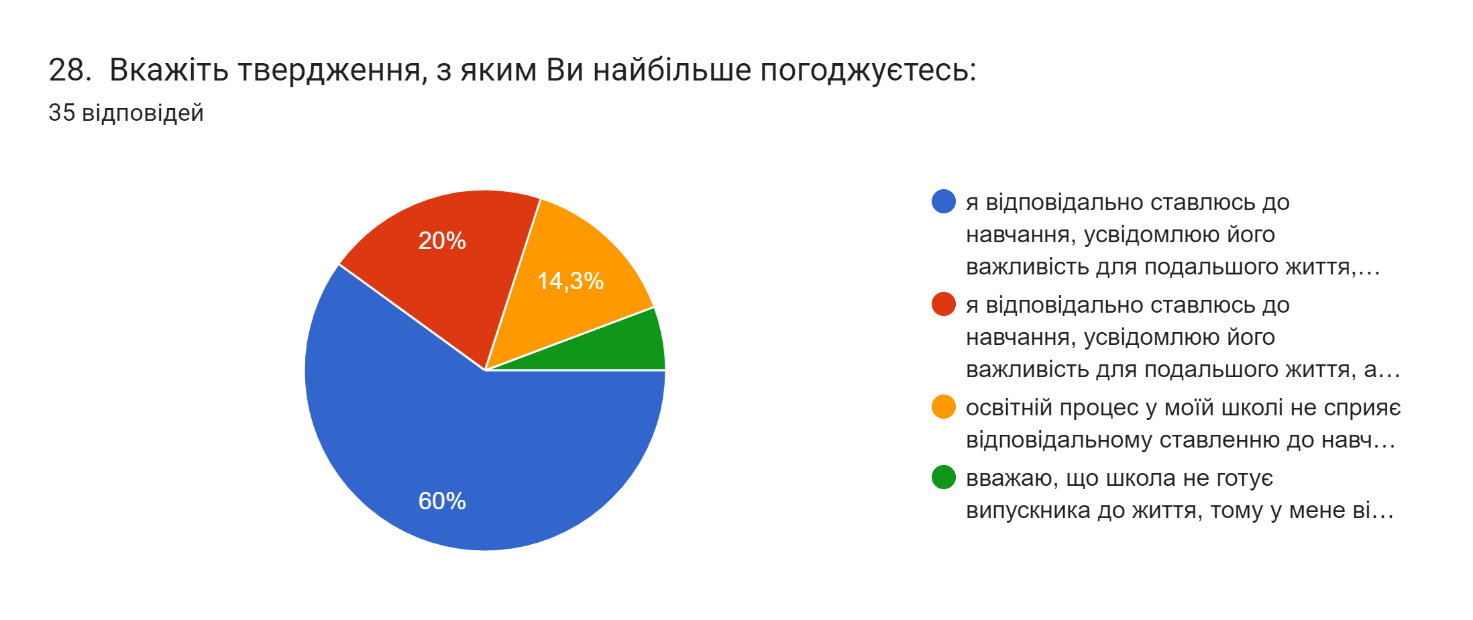 28. Вкажіть твердження, з яким Ви найбільше погоджуєтесь:
35 відповідей
20%
14,3%
60%
я відповідально ставлюсь до
навчання, усвідомлюю його
важливість для подальшого життя,…
я відповідально ставлюсь до
навчання, усвідомлюю його
важливість для подальшого життя, а…
освітній процес у моїй школі не сприяє
відповідальному ставленню до навч…
вважаю, що школа не готує
випускника до життя, тому у мене ві…